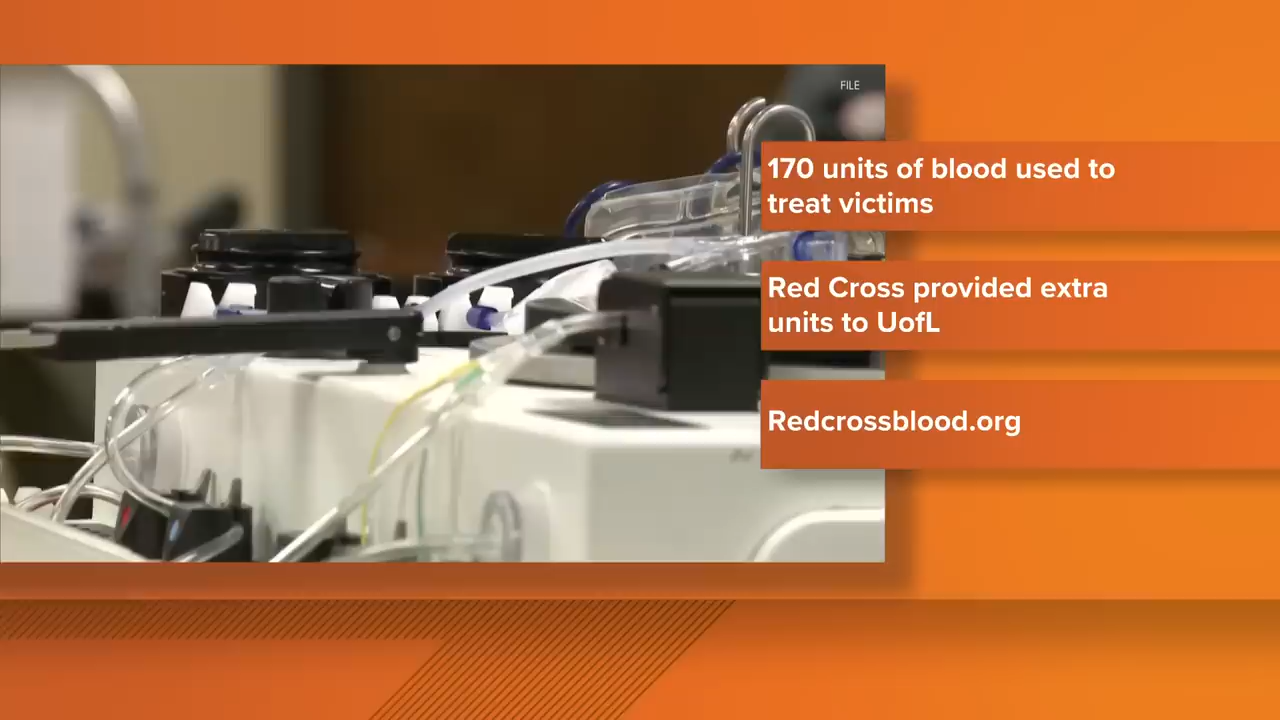 FILE
170 units of blood used to
treat victims
Red Cross provided extra
units to UofL
Redcrossblood.org